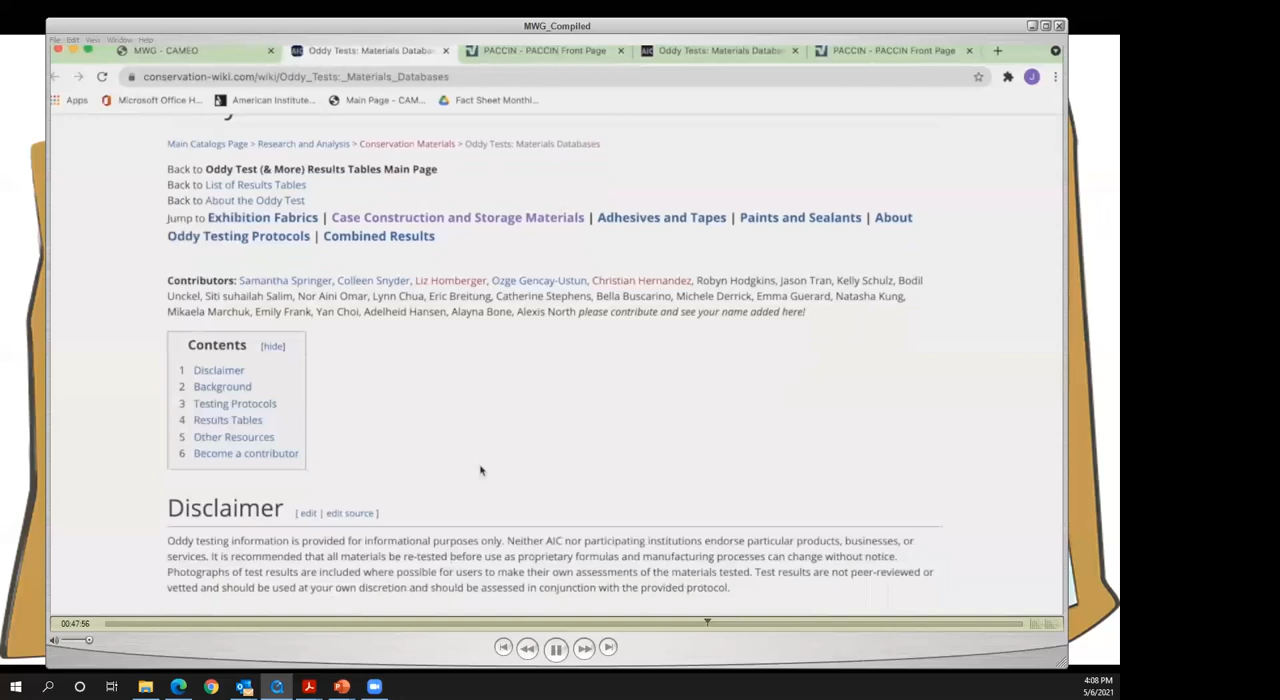 MWG_Compiled
File Edit View Window Help
MWG - CAMEO
Oddy Tests: Materials Databa
PACCIN - PACCIN Front Page
Oddy Tests: Materials Databa
PACCIN - PACCIN Front Page
conservation-wiki.com/wiki/Oddy_Tests:_Materials_Databases
J
Apps
Microsoft Office H...
American Institute...
Main Page - CAM...
Fact Sheet Monthl...
Main Catalogs Page > Research and Analysis > Conservation Materials > Oddy Tests: Materials Databases
Back to Oddy Test (& More) Results Tables Main Page
Back to List of Results Tables
Back to About the Oddy Test
Jump to Exhibition Fabrics | Case Construction and Storage Materials | Adhesives and Tapes | Paints and Sealants | About
Oddy Testing Protocols | Combined Results
Contributors: Samantha Springer, Colleen Snyder, Liz Homberger, Ozge Gencay-Ustun, Christian Hernandez, Robyn Hodgkins, Jason Tran, Kelly Schulz, Bodil
Unckel, Siti suhailah Salim, Nor Aini Omar, Lynn Chua, Eric Breitung, Catherine Stephens, Bella Buscarino, Michele Derrick, Emma Guerard, Natasha Kung,
Mikaela Marchuk, Emily Frank, Yan Choi, Adelheid Hansen, Alayna Bone, Alexis North please contribute and see your name added here!
Contents [hide]
1 Disclaimer
2 Background
3 Testing Protocols
4 Results Tables
5 Other Resources
6 Become a contributor
Disclaimer [ edit | edit source ]
Oddy testing information is provided for informational purposes only. Neither AIC nor participating institutions endorse particular products, businesses, or
services. It is recommended that all materials be re-tested before use as proprietary formulas and manufacturing processes can change without notice.
Photographs of test results are included where possible for users to make their own assessments of the materials tested. Test results are not peer-reviewed or
vetted and should be used at your own discretion and should be assessed in conjunction with the provided protocol.
00:47:56
4:08 PM
5/6/2021